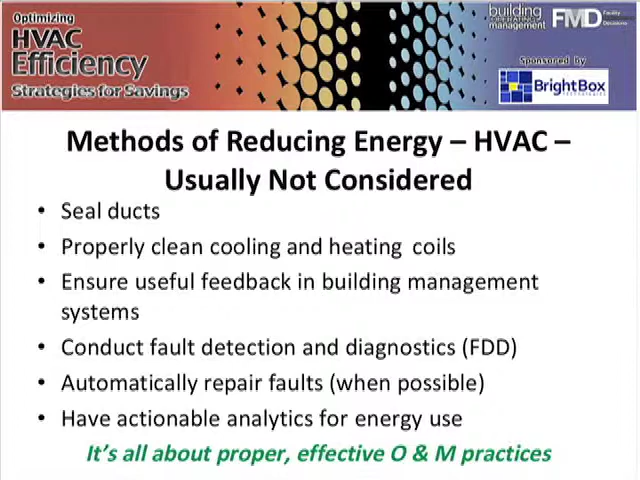 Optimizing
HVAC
Efficiency
Strategies for Savings
building
OPERATING
management
FMD Facility
Decisions
Sponsored by
BrightBox
TECHNOLOGIES
Methods of Reducing Energy – HVAC –
Usually Not Considered
• Seal ducts
• Properly clean cooling and heating coils
• Ensure useful feedback in building management
systems
• Conduct fault detection and diagnostics (FDD)
• Automatically repair faults (when possible)
• Have actionable analytics for energy use
It's all about proper, effective O & M practices